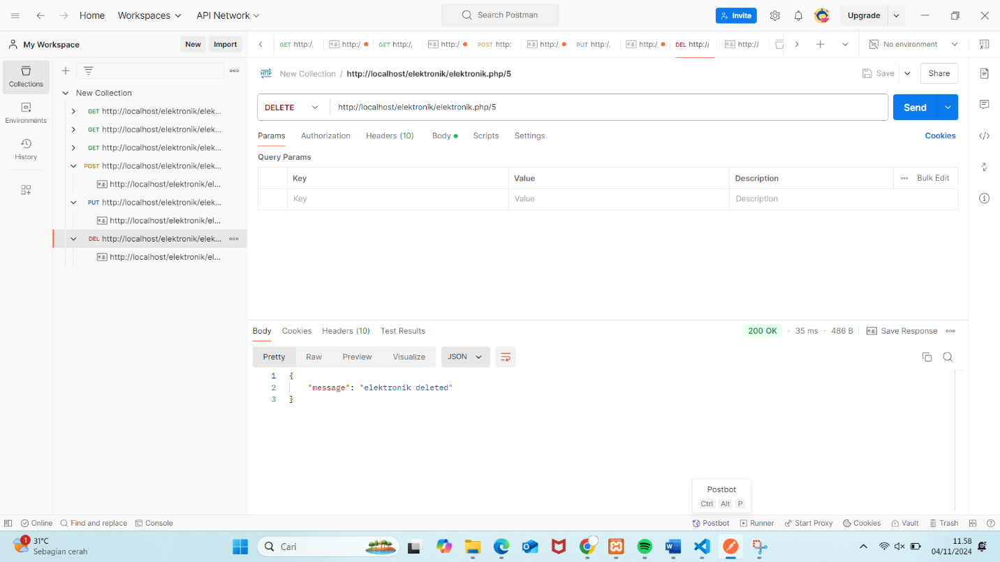 Home Workspaces API Network Search Postman Invite Upgrade
My Workspace New Import GET http:/, e.g. http:/, GET http:/, e.g. http:/, POST http: e.g. http:/, PUT http:/, e.g. http:/, DEL http:// e.g. http:// No environment
Collections
Environments
History
New Collection
GET http://localhost/elektronik/elek...
GET http://localhost/elektronik/elek...
GET http://localhost/elektronik/elek...
POST http://localhost/elektronik/elek...
e.g. http://localhost/elektronik/el...
PUT http://localhost/elektronik/elek...
e.g. http://localhost/elektronik/el...
DEL http://localhost/elektronik/elek...
e.g. http://localhost/elektronik/el...
HTTP New Collection / http://localhost/elektronik/elektronik.php/5 Save Share
DELETE http://localhost/elektronik/elektronik.php/5 Send
Params Authorization Headers (10) Body Scripts Settings Cookies
Query Params
Key Value Description Bulk Edit
Key Value Description
Body Cookies Headers (10) Test Results 200 OK 35 ms 486 B e.g. Save Response
Pretty Raw Preview Visualize JSON
1 {
2 "message": "elektronik deleted"
3 }
Postbot
Ctrl Alt P
Online Find and replace Console Postbot Runner Start Proxy Cookies Vault Trash
1 31°C
Sebagian cerah
Cari
11.58
04/11/2024